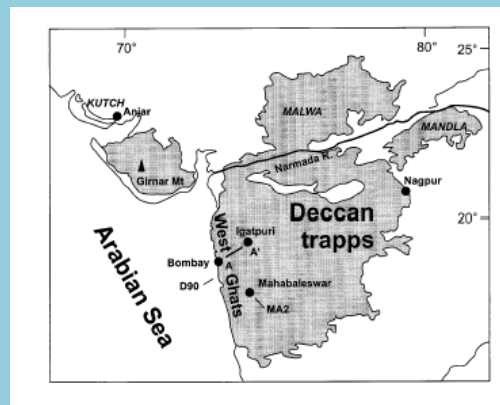 70°
80°
25°
KUTCH
Anjar
MALWA
MANDLA
Girnar Mt
Narmada R.
Nagpur
Deccan
trapps
20°
West
Ghats
Igatpuri
A'
Bombay
A
D90
Mahabaleswar
MA2
Arabian Sea